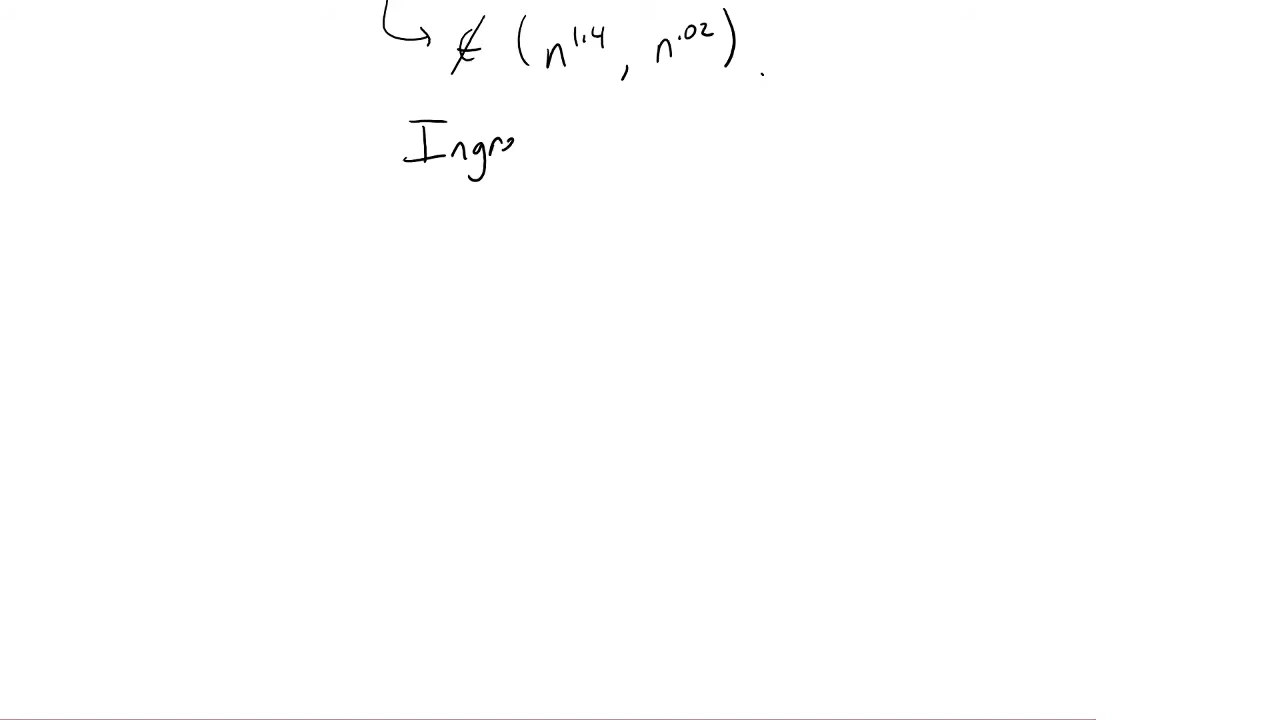 ↳ ∉ (n^{1.4}, n^{.02}).
Ingr